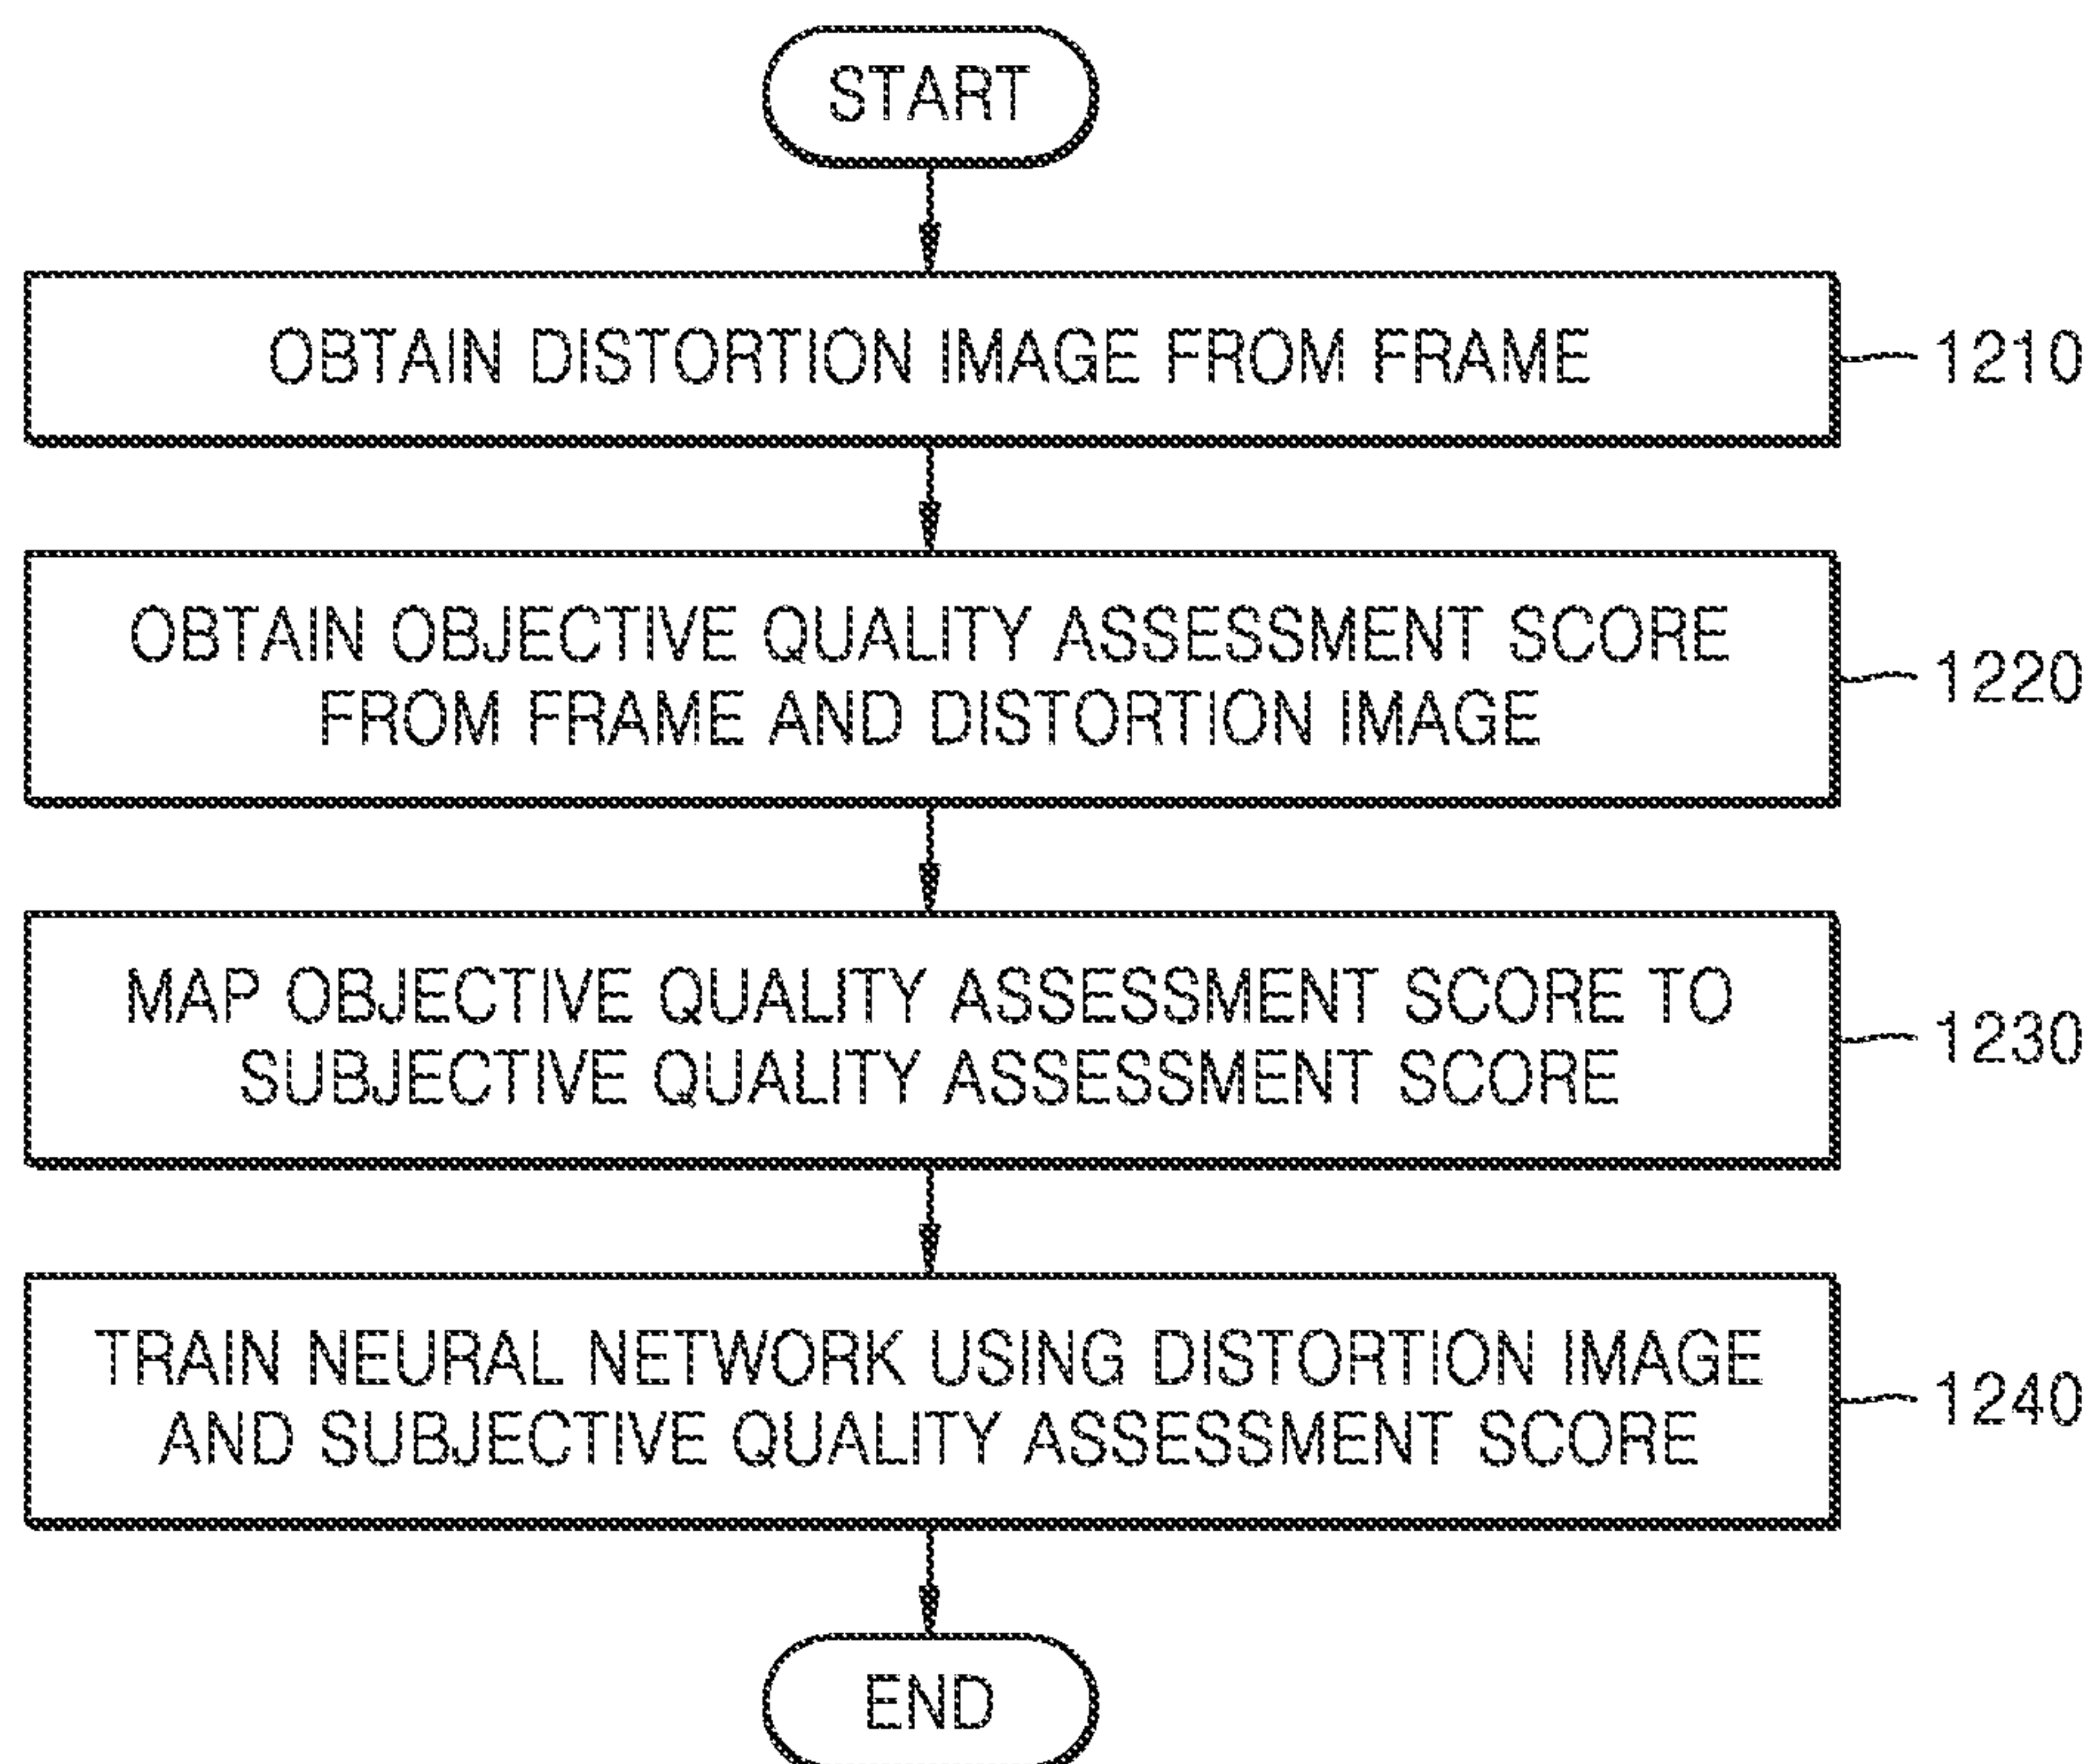 START
OBTAIN DISTORTION IMAGE FROM FRAME
1210
OBTAIN OBJECTIVE QUALITY ASSESSMENT SCORE
FROM FRAME AND DISTORTION IMAGE
1220
MAP OBJECTIVE QUALITY ASSESSMENT SCORE TO
SUBJECTIVE QUALITY ASSESSMENT SCORE
1230
TRAIN NEURAL NETWORK USING DISTORTION IMAGE
AND SUBJECTIVE QUALITY ASSESSMENT SCORE
1240
END